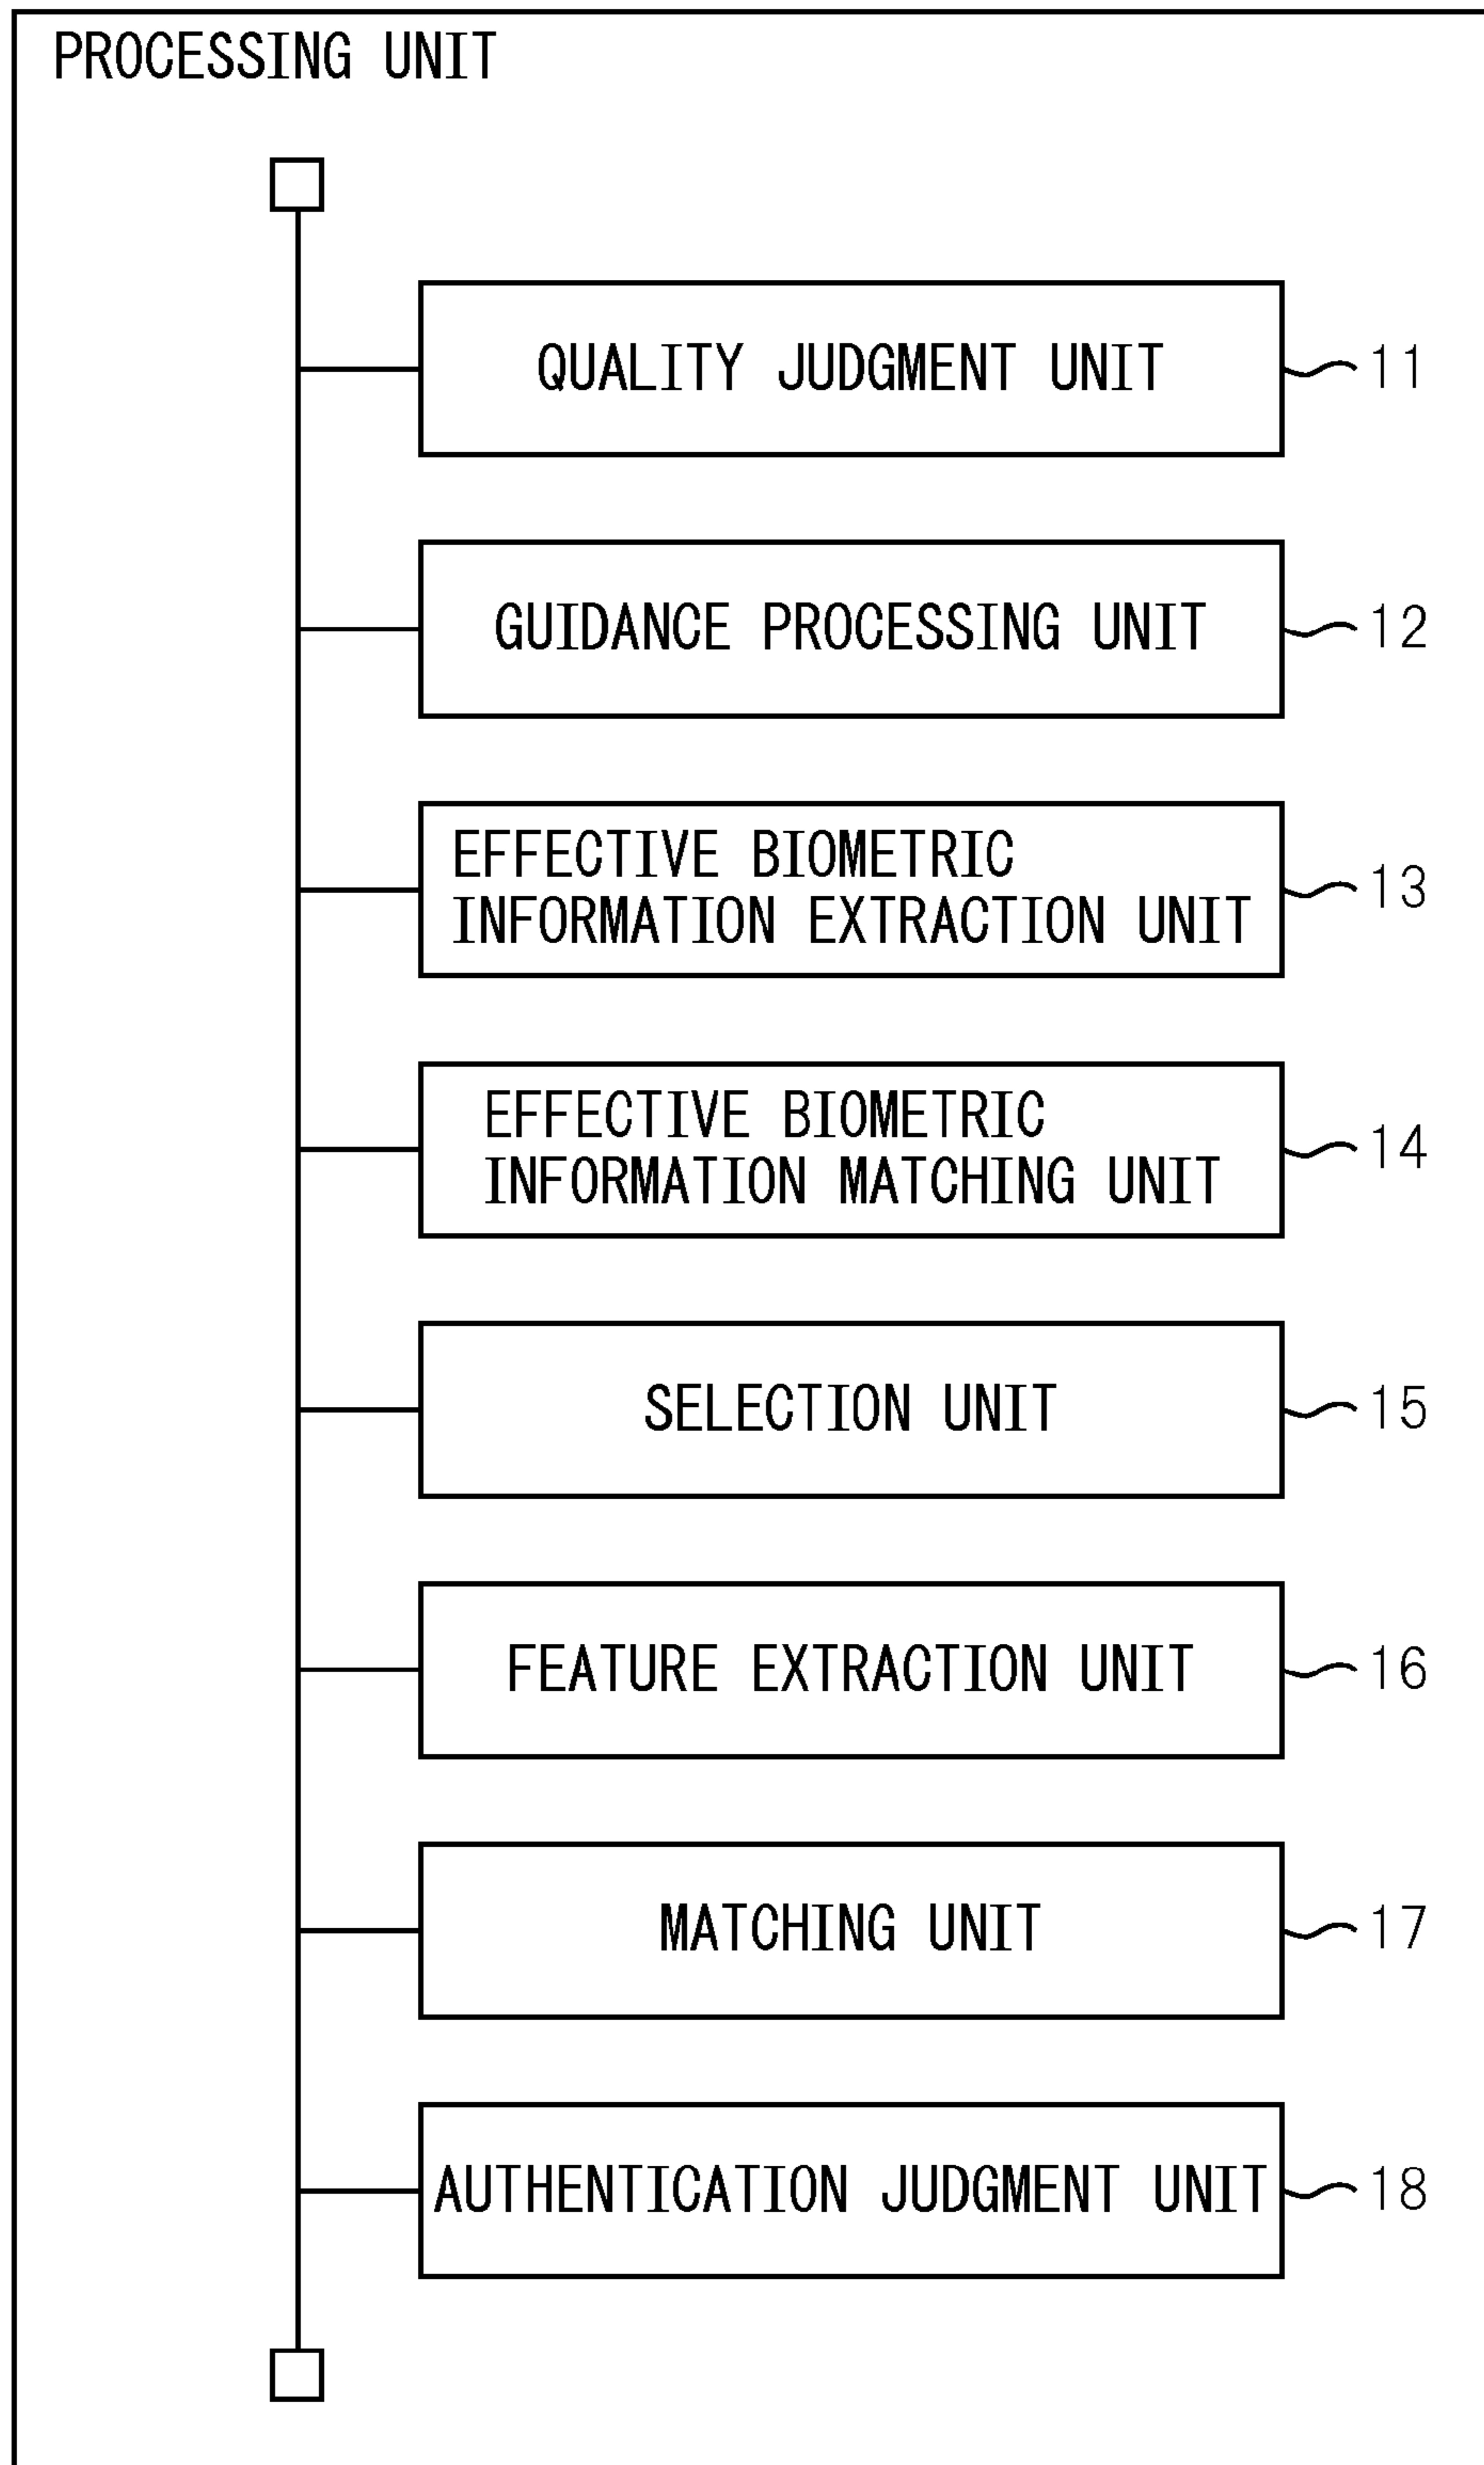 PROCESSING UNIT
QUALITY JUDGMENT UNIT
11
GUIDANCE PROCESSING UNIT
12
EFFECTIVE BIOMETRIC
INFORMATION EXTRACTION UNIT
13
EFFECTIVE BIOMETRIC
INFORMATION MATCHING UNIT
14
SELECTION UNIT
15
FEATURE EXTRACTION UNIT
16
MATCHING UNIT
17
AUTHENTICATION JUDGMENT UNIT
18